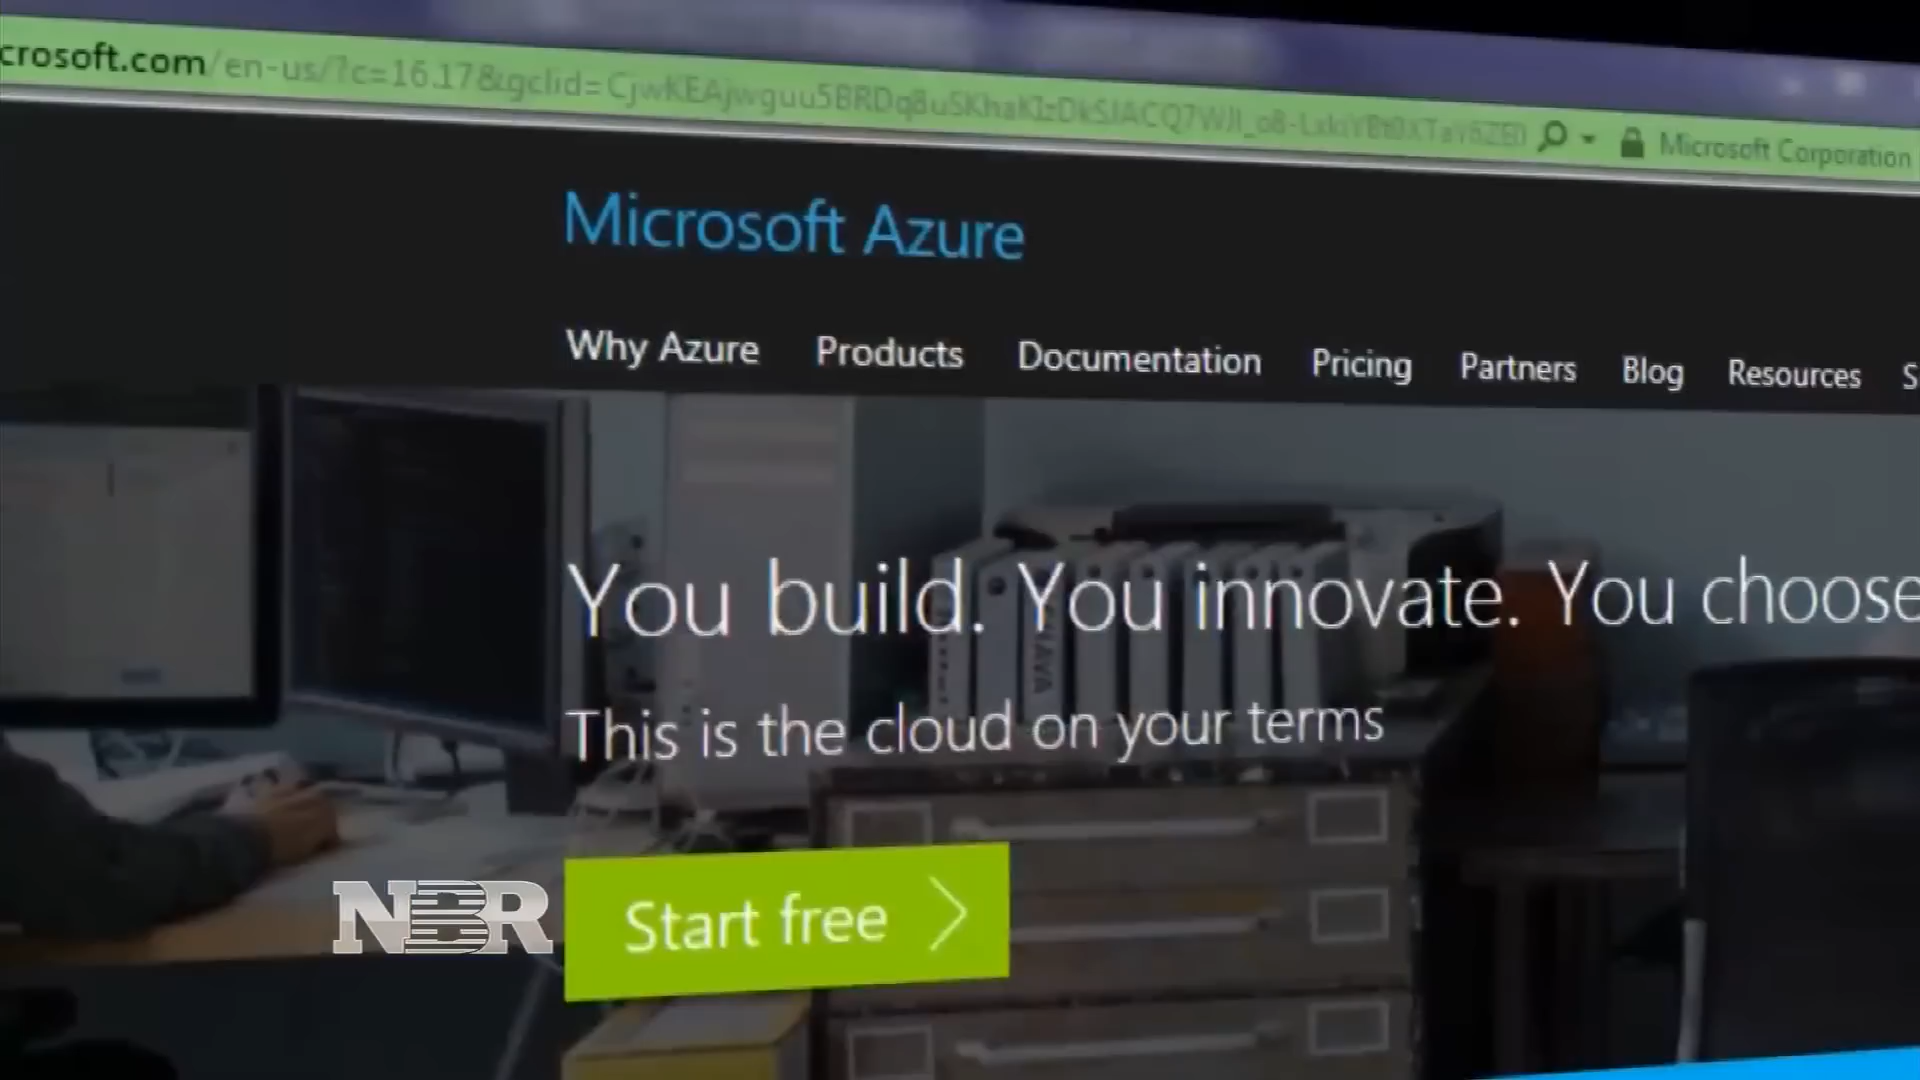 crosoft.com/en-us/?c=16.17&gclid=
Microsoft Corporation
Microsoft Azure
Why Azure Products Documentation Pricing Partners Blog Resources S
You build. You innovate. You choose
This is the cloud on your terms
Start free
NBR